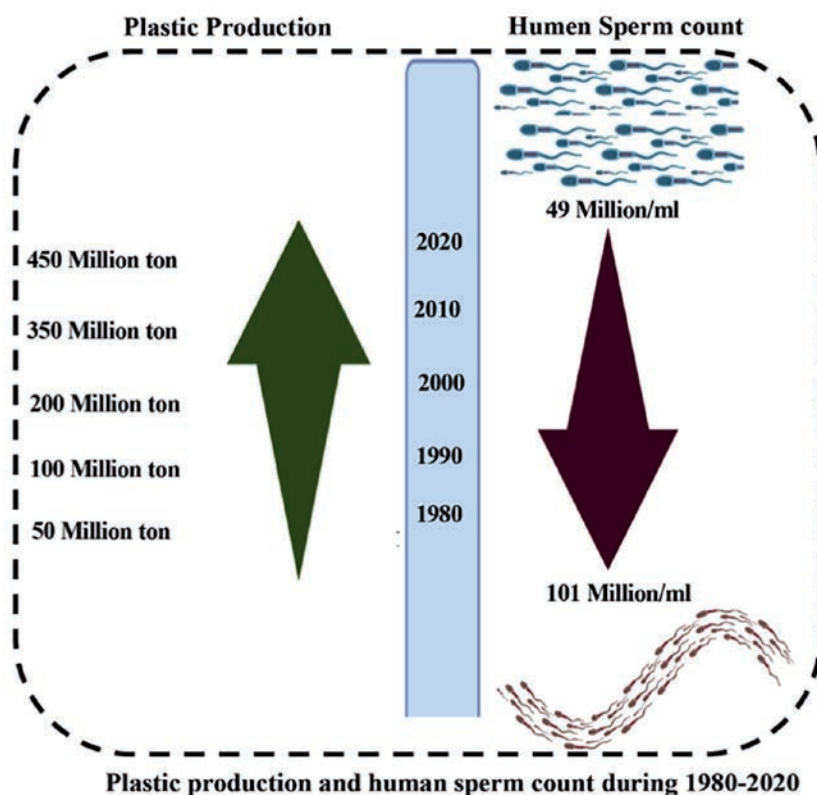 Plastic Production
Human Sperm count
49 Million/ml
2020
450 Million ton
2010
350 Million ton
2000
200 Million ton
1990
100 Million ton
1980
50 Million ton
101 Million/ml
Plastic production and human sperm count during 1980-2020